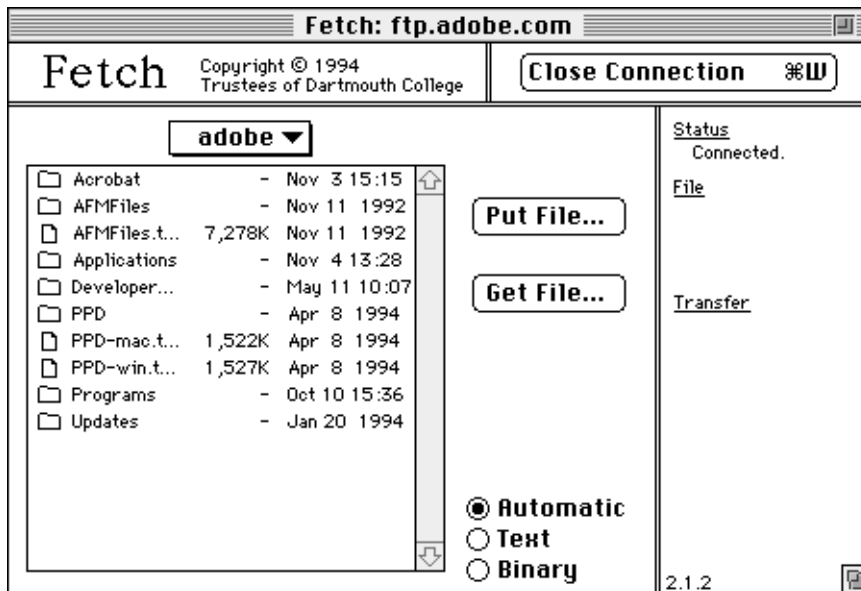 Fetch: ftp.adobe.com
Fetch
Copyright © 1994
Trustees of Dartmouth College
Close Connection ⌘W
adobe
Acrobat - Nov 3 15:15
AFMFiles - Nov 11 1992
AFMFiles.t... 7,278K Nov 11 1992
Applications - Nov 4 13:28
Developer... - May 11 10:07
PPD - Apr 8 1994
PPD-mac.t... 1,522K Apr 8 1994
PPD-win.t... 1,527K Apr 8 1994
Programs - Oct 10 15:36
Updates - Jan 20 1994
Put File...
Get File...
Automatic
Text
Binary
Status
Connected.
File
Transfer
2.1.2